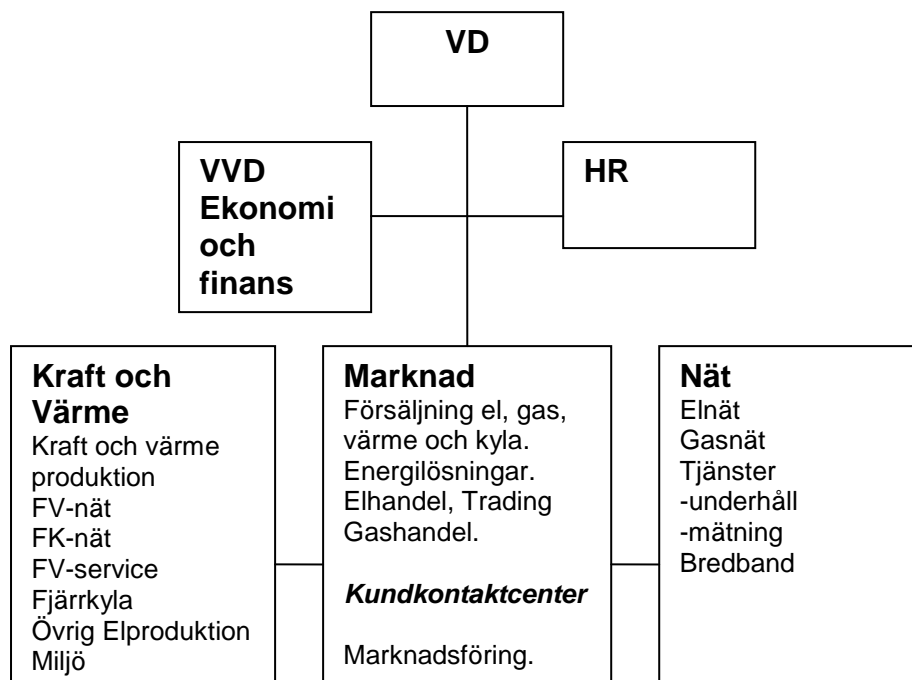 VD
VVD
Ekonomi
och
finans
HR
Kraft och
Värme
Kraft och värme
produktion
FV-nät
FK-nät
FV-service
Fjärrkyla
Övrig Elproduktion
Miljö
Marknad
Försäljning el, gas,
värme och kyla.
Energilösningar.
Elhandel, Trading
Gashandel.
Kundkontaktcenter
Marknadsföring.
Nät
Elnät
Gasnät
Tjänster
-underhåll
-mätning
Bredband